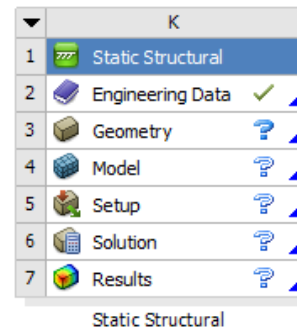 K
1 Static Structural
2 Engineering Data
3 Geometry ?
4 Model ?
5 Setup ?
6 Solution ?
7 Results ?
Static Structural